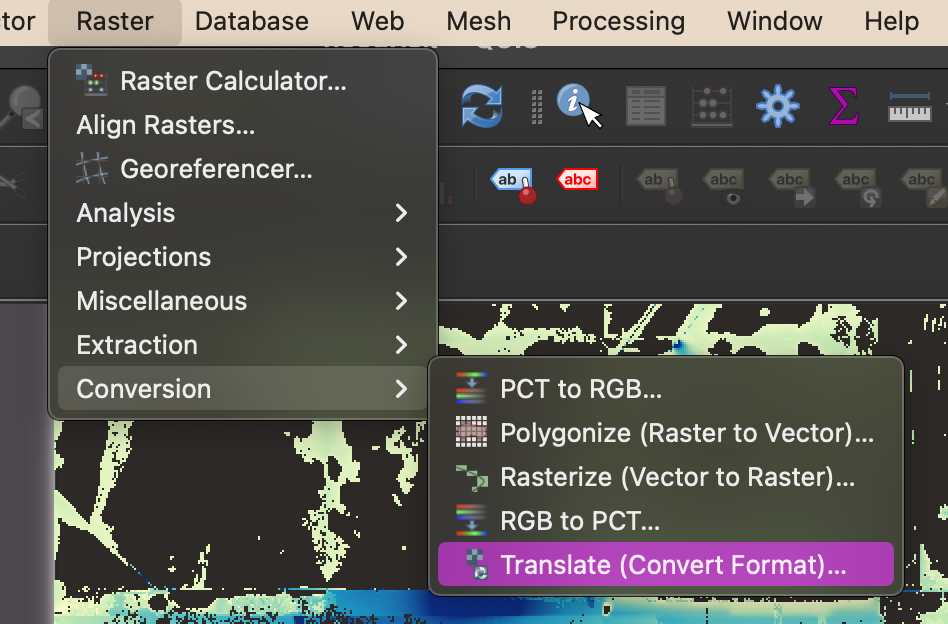 tor Raster Database Web Mesh Processing Window Help
Raster Calculator...
Align Rasters...
Georeferencer...
Analysis
Projections
Miscellaneous
Extraction
Conversion
ab abc ab abc abc abc abc
PCT to RGB...
Polygonize (Raster to Vector)...
Rasterize (Vector to Raster)...
RGB to PCT...
Translate (Convert Format)...